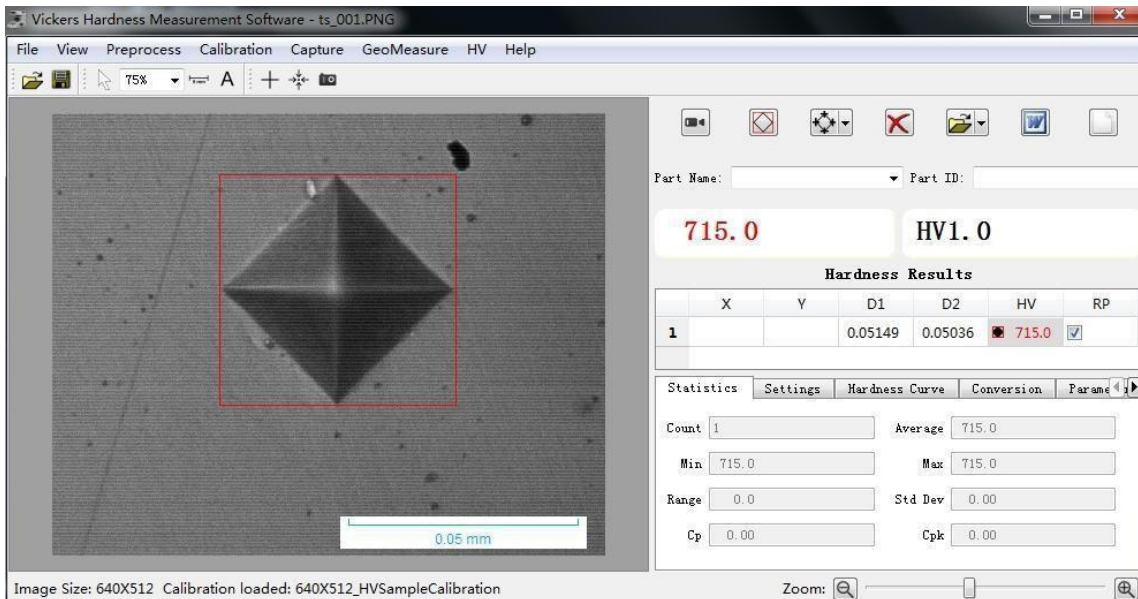 Vickers Hardness Measurement Software - ts_001.PNG
File View Preprocess Calibration Capture GeoMeasure HV Help
75% A
Part Name: Part ID:
715.0 HV1.0
Hardness Results
X Y D1 D2 HV RP
1 0.05149 0.05036 715.0
Statistics Settings Hardness Curve Conversion
Count 1 Average 715.0
Min 715.0 Max 715.0
Range 0.0 Std Dev 0.00
Cp 0.00 Cpk 0.00
0.05 mm
Image Size: 640X512 Calibration loaded: 640X512_HVSampleCalibration Zoom: